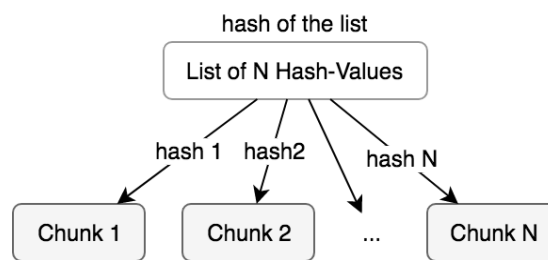 hash of the list
List of N Hash-Values
hash 1
hash2
hash N
Chunk 1
Chunk 2
...
Chunk N